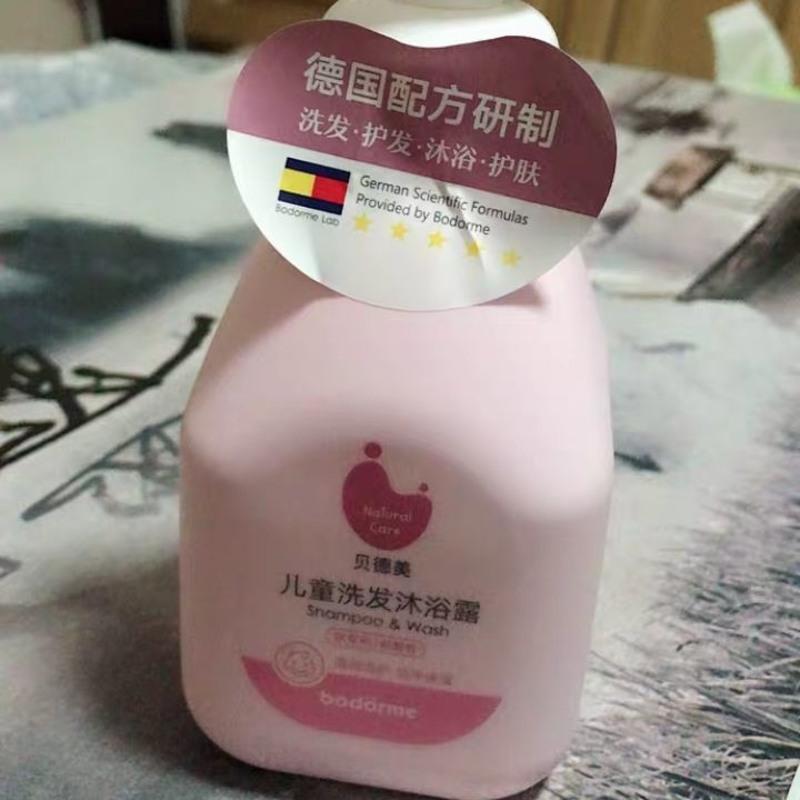 德国配方研制
洗发·护发·沐浴·护肤
German Scientific Formulas
Provided by Bodorme
Bodorme Lab
Natural
Care
贝德美
儿童洗发沐浴露
Shampoo & Wash
bodorme